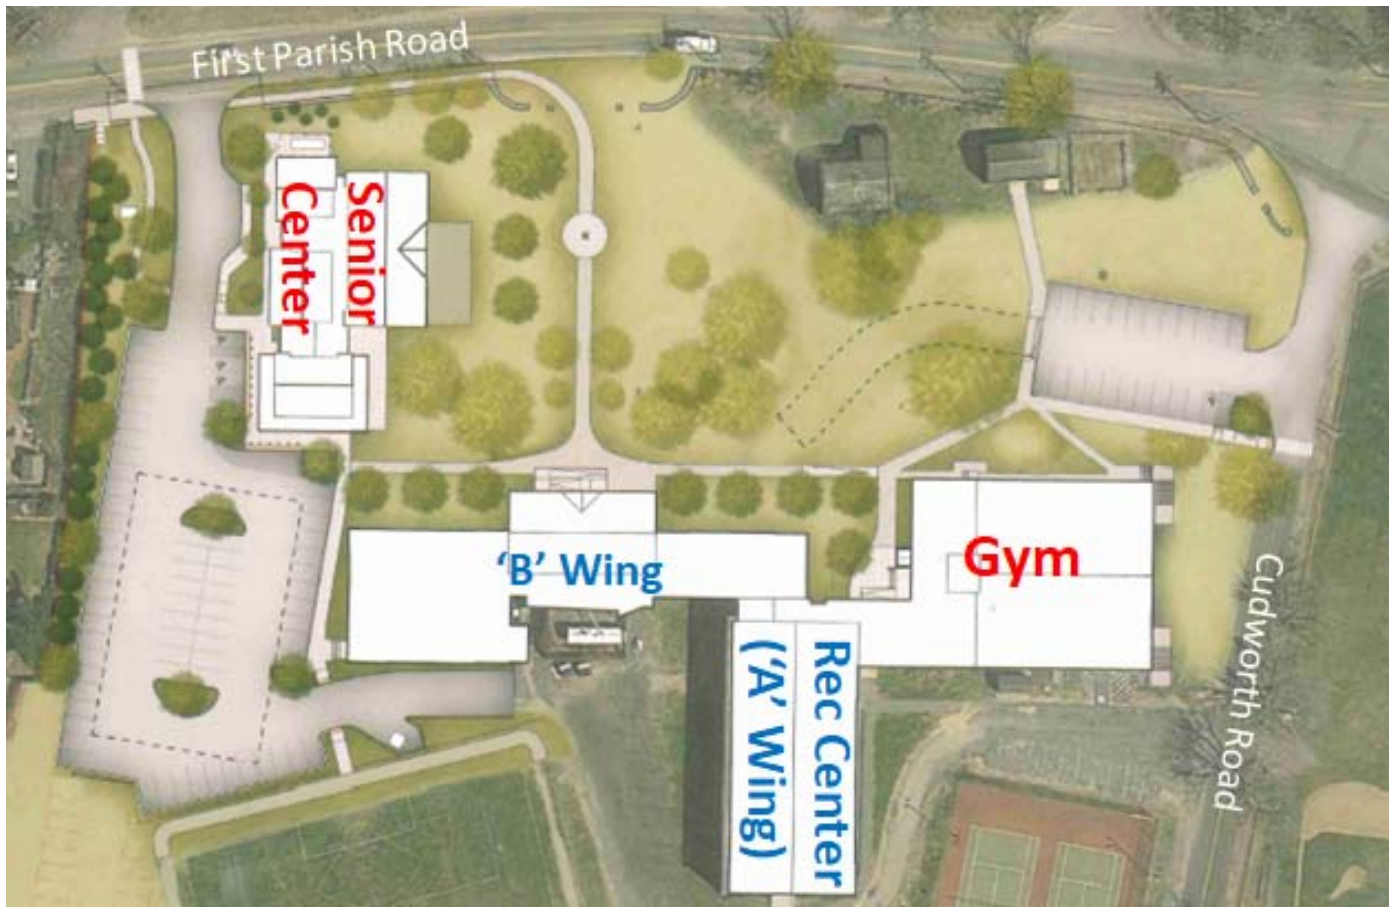 First Parish Road
Senior
Center
'B' Wing
Gym
Rec Center
('A' Wing)
Cudworth Road